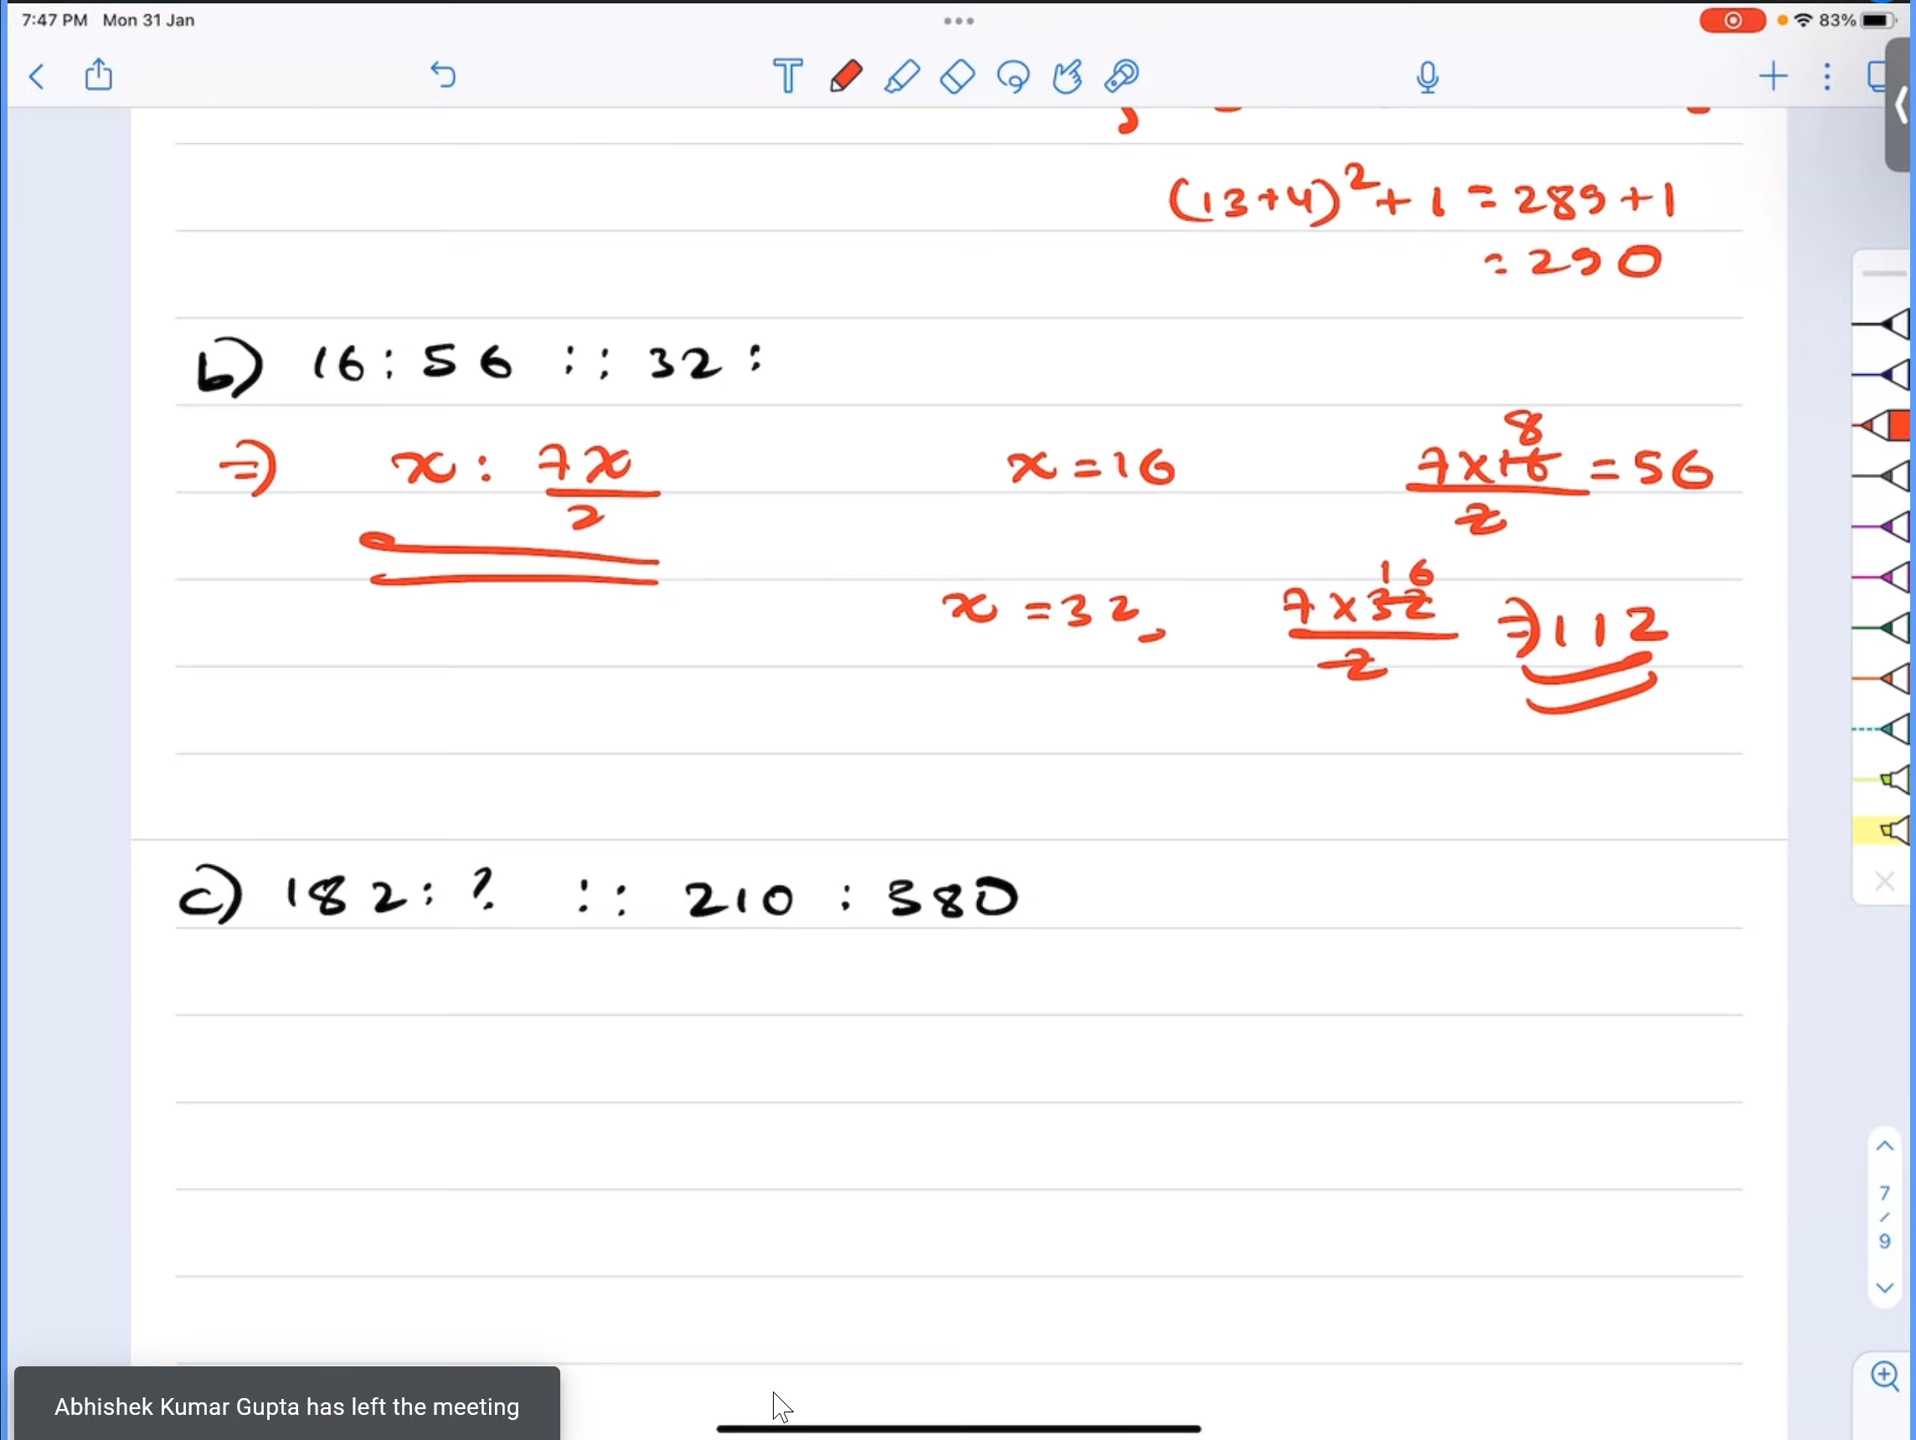 7:47 PM Mon 31 Jan
83%
T
(13+4)² + 1 = 289+1
= 290
b) 16 : 56 :: 32 :
=) x : 7x/2 x = 16 7×16/2 = 56
8
x = 32, 7×32/2 =) 112
16
c) 182 : ? :: 210 : 380
7
/
9
Abhishek Kumar Gupta has left the meeting